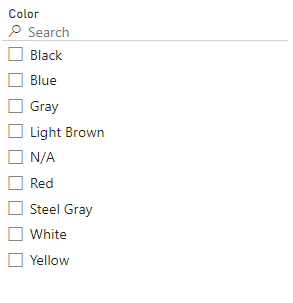 Color
Search
Black
Blue
Gray
Light Brown
N/A
Red
Steel Gray
White
Yellow